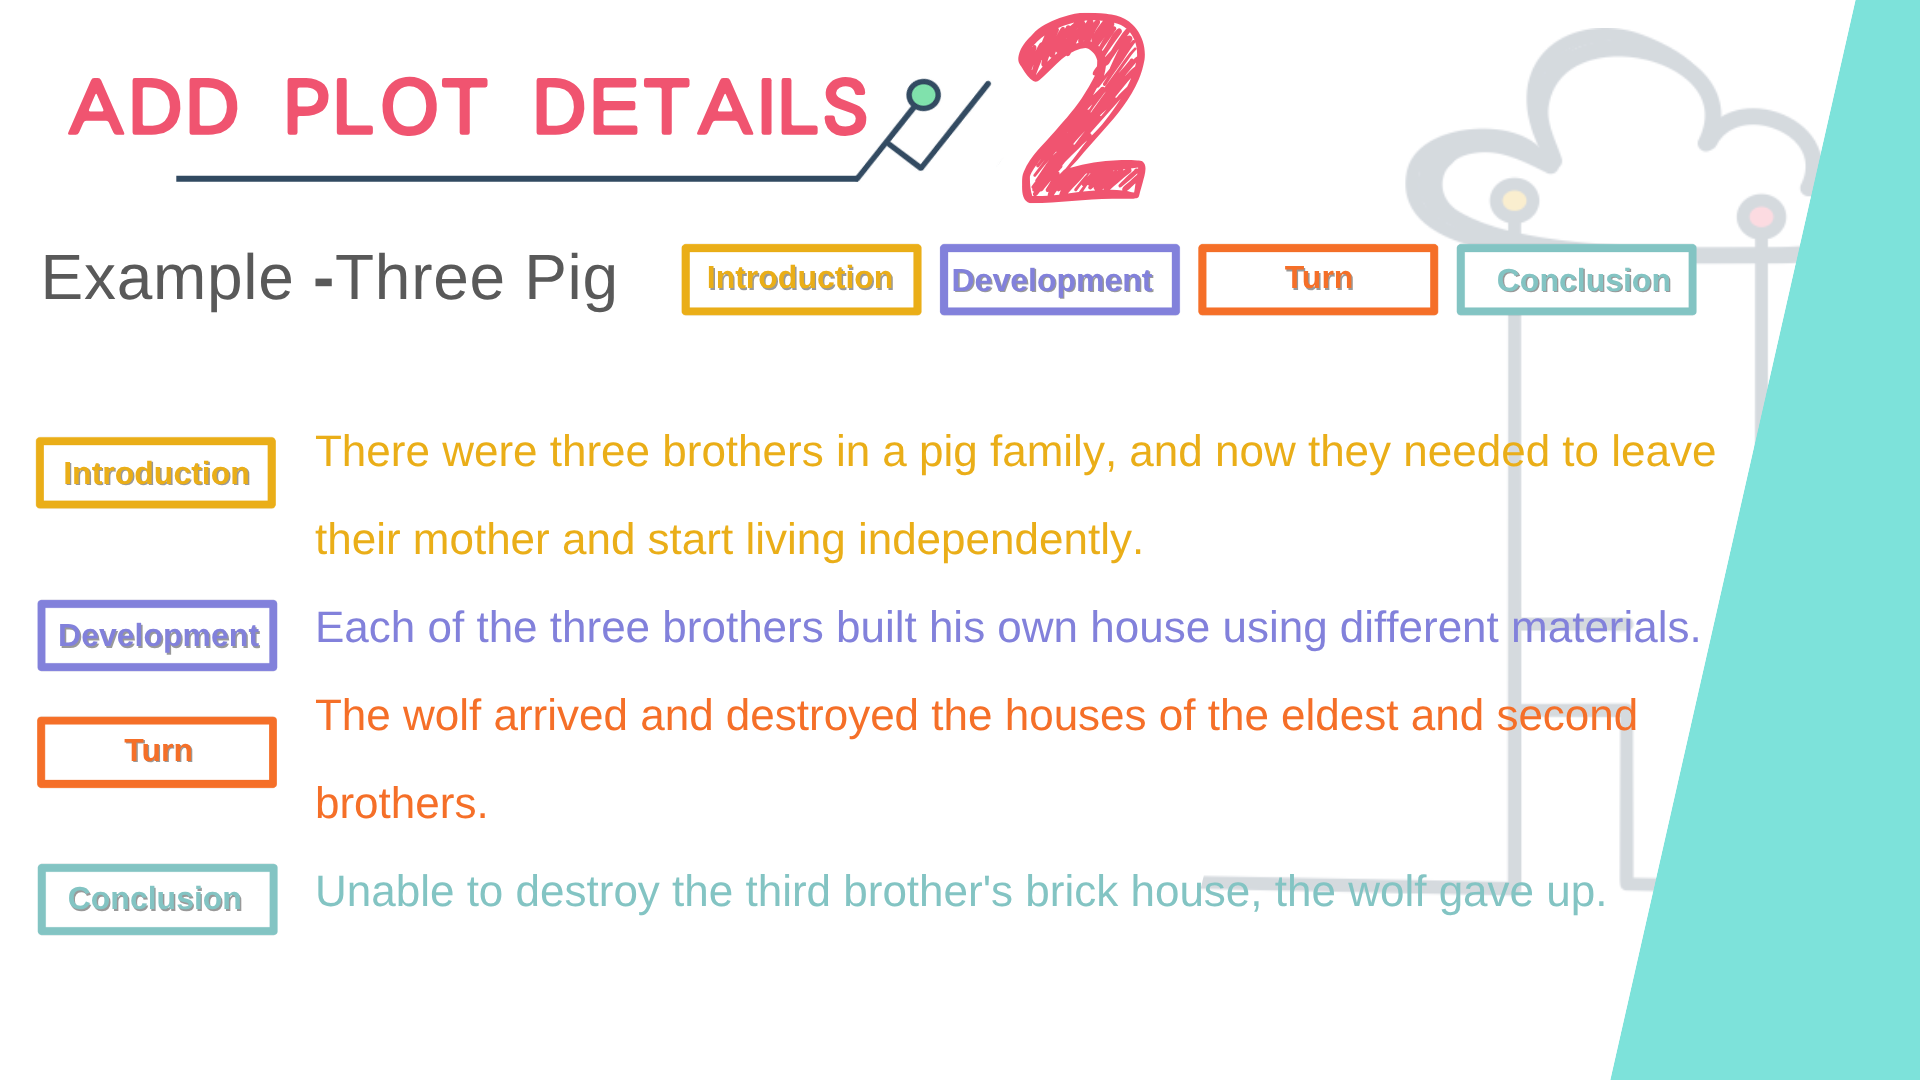 ADD PLOT DETAILS 2
Example -Three Pig
Introduction Development Turn Conclusion
Introduction
There were three brothers in a pig family, and now they needed to leave
their mother and start living independently.
Development
Each of the three brothers built his own house using different materials.
Turn
The wolf arrived and destroyed the houses of the eldest and second
brothers.
Conclusion
Unable to destroy the third brother's brick house, the wolf gave up.